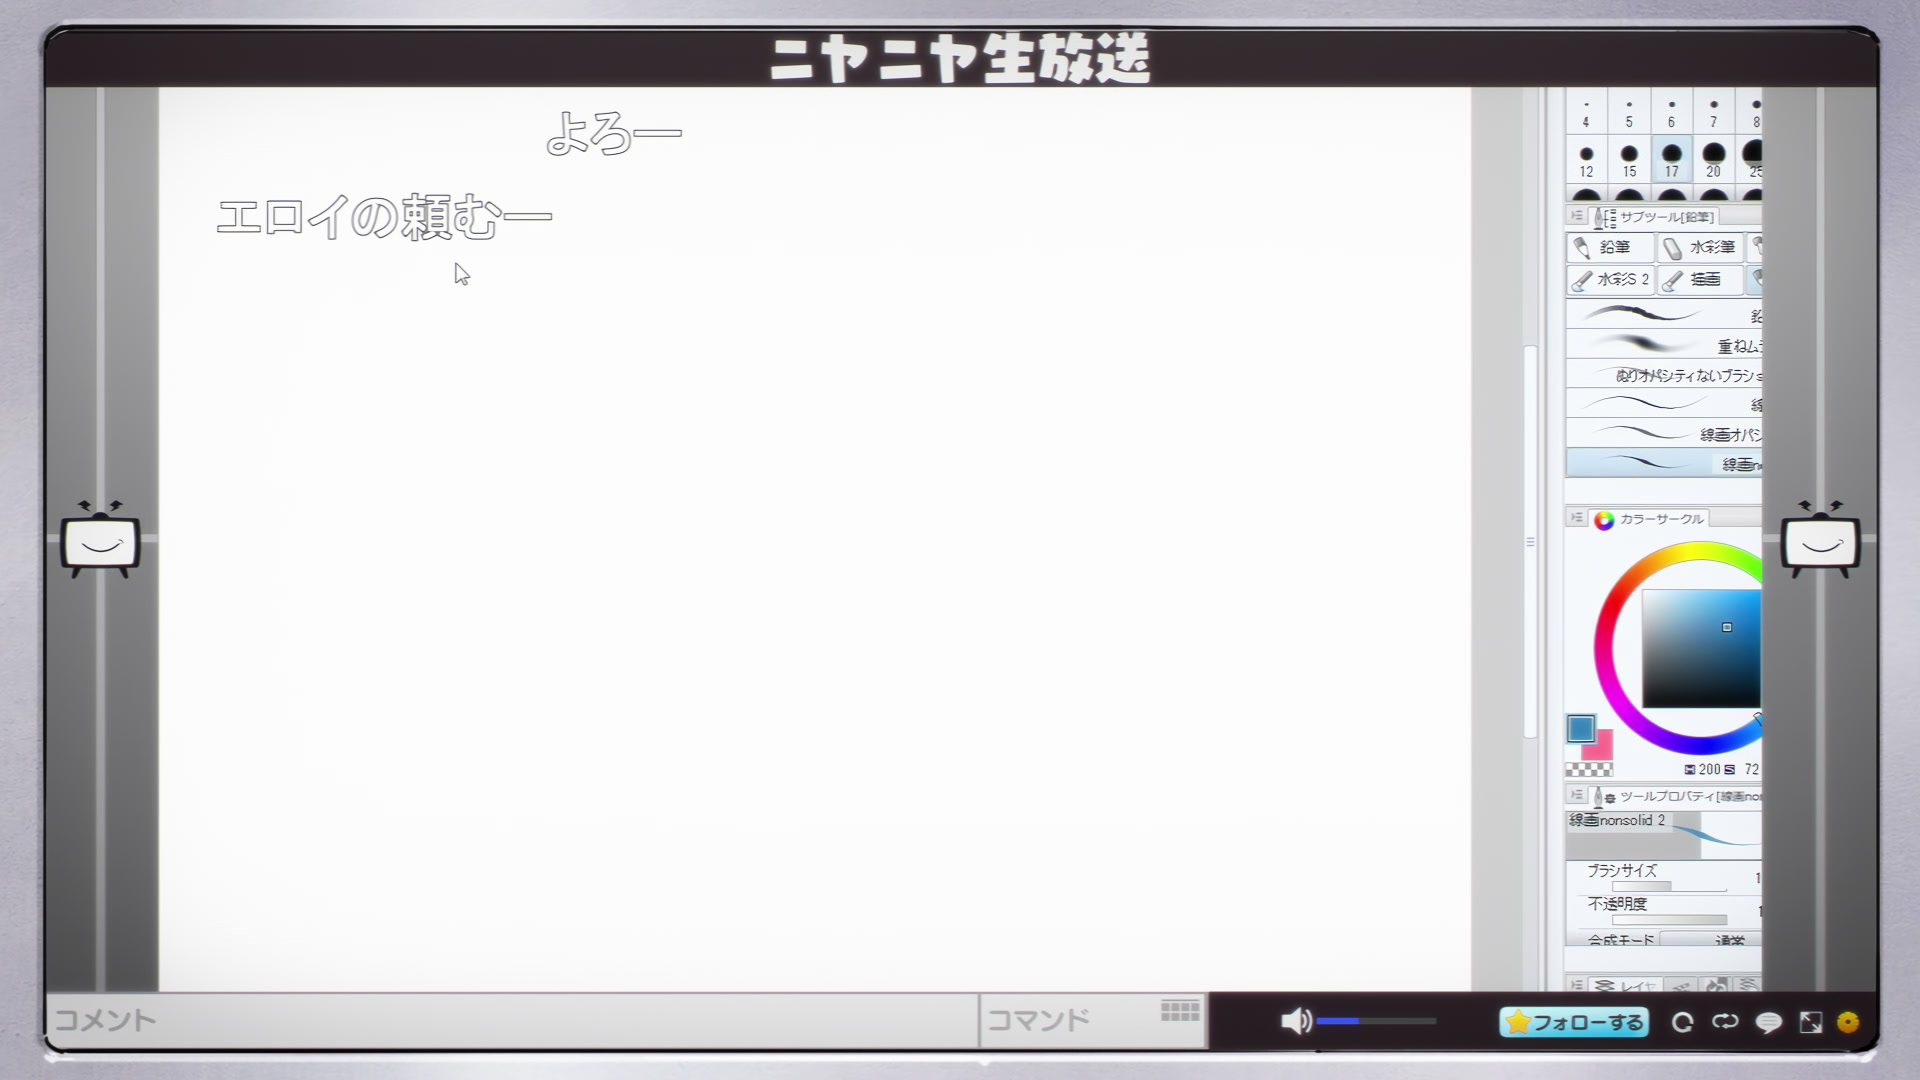 ニヤニヤ生放送
よろー
エロイの頼むー
4 5 6 7 8
12 15 17 20 25
サブツール[鉛筆]
鉛筆 水彩筆
水彩S 2 描画
鉛
重ねム
ぬりオパシティないブラシ
線
線画オパシ
線画n
カラーサークル
H 200 S 72
ツールプロパティ[線画non
線画nonsolid 2
ブラシサイズ 1
不透明度 1
合成モード 通常
レイヤ
コメント
コマンド
フォローする